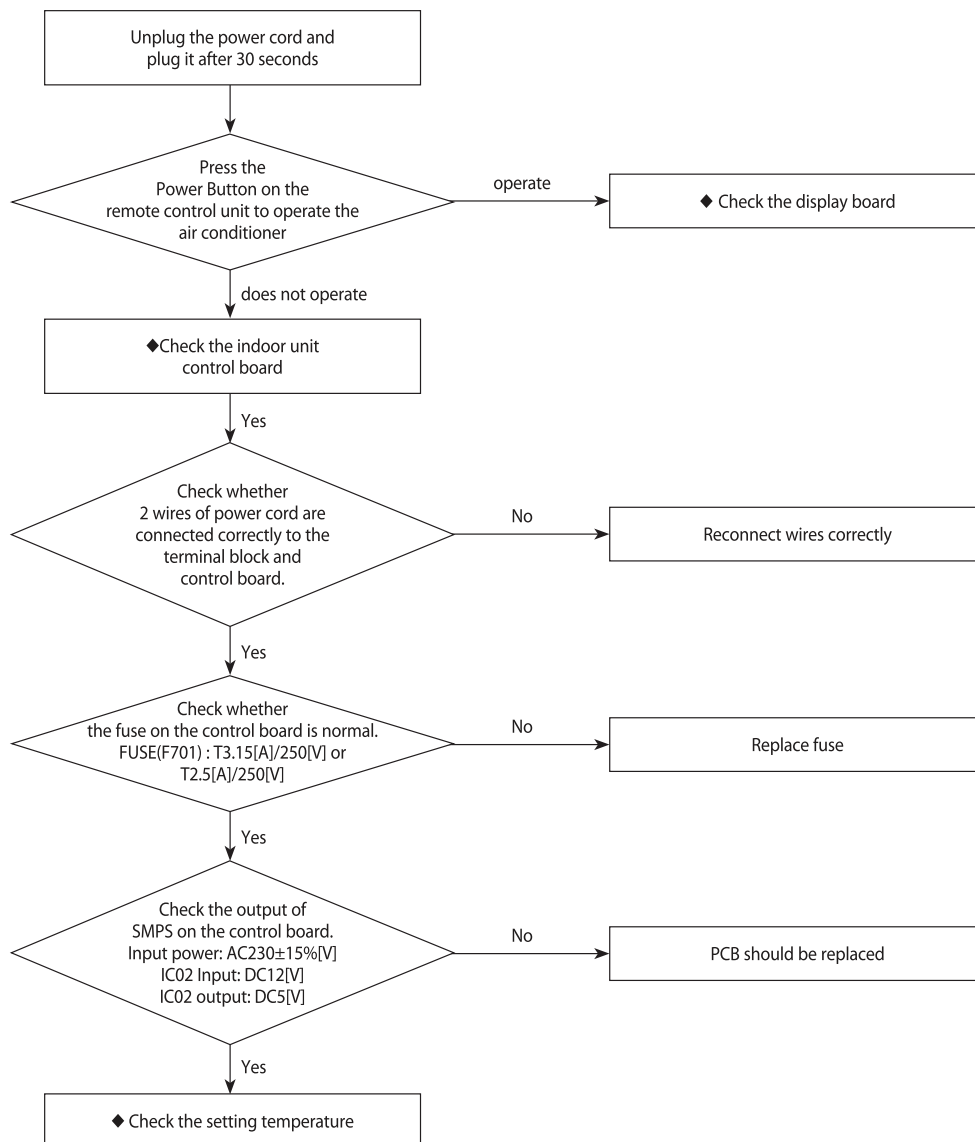 Unplug the power cord and
plug it after 30 seconds
Press the
Power Button on the
remote control unit to operate the
air conditioner
operate
◆ Check the display board
does not operate
◆Check the indoor unit
control board
Yes
Check whether
2 wires of power cord are
connected correctly to the
terminal block and
control board.
No
Reconnect wires correctly
Yes
Check whether
the fuse on the control board is normal.
FUSE(F701) : T3.15[A]/250[V] or
T2.5[A]/250[V]
No
Replace fuse
Yes
Check the output of
SMPS on the control board.
Input power: AC230±15%[V]
IC02 Input: DC12[V]
IC02 output: DC5[V]
No
PCB should be replaced
Yes
◆ Check the setting temperature